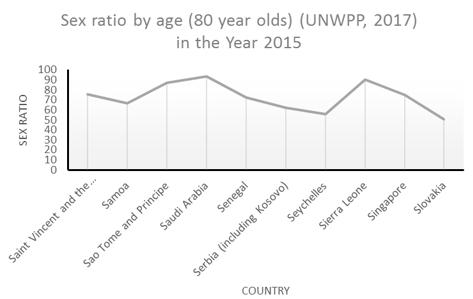 Sex ratio by age (80 year olds) (UNWPP, 2017)
in the Year 2015
SEX RATIO
100
90
80
70
60
50
40
30
20
10
0
Saint Vincent and the...
Samoa
Sao Tome and Principe
Saudi Arabia
Senegal
Serbia (including Kosovo)
Seychelles
Sierra Leone
Singapore
Slovakia
COUNTRY